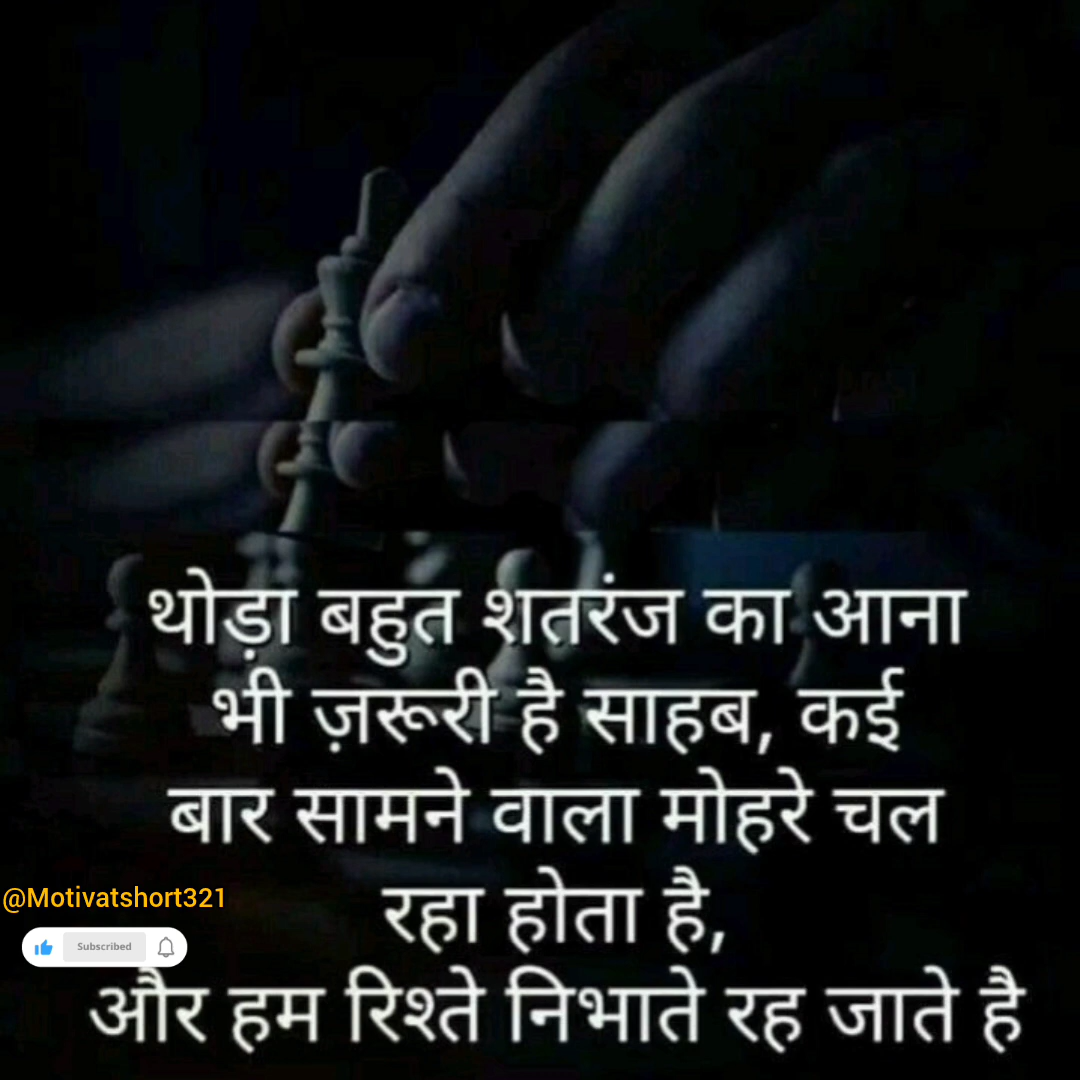 थोड़ा बहुत शतरंज का आना
भी ज़रूरी है साहब, कई
बार सामने वाला मोहरे चल
@Motivatshort321
रहा होता है,
Subscribed
और हम रिश्ते निभाते रह जाते है